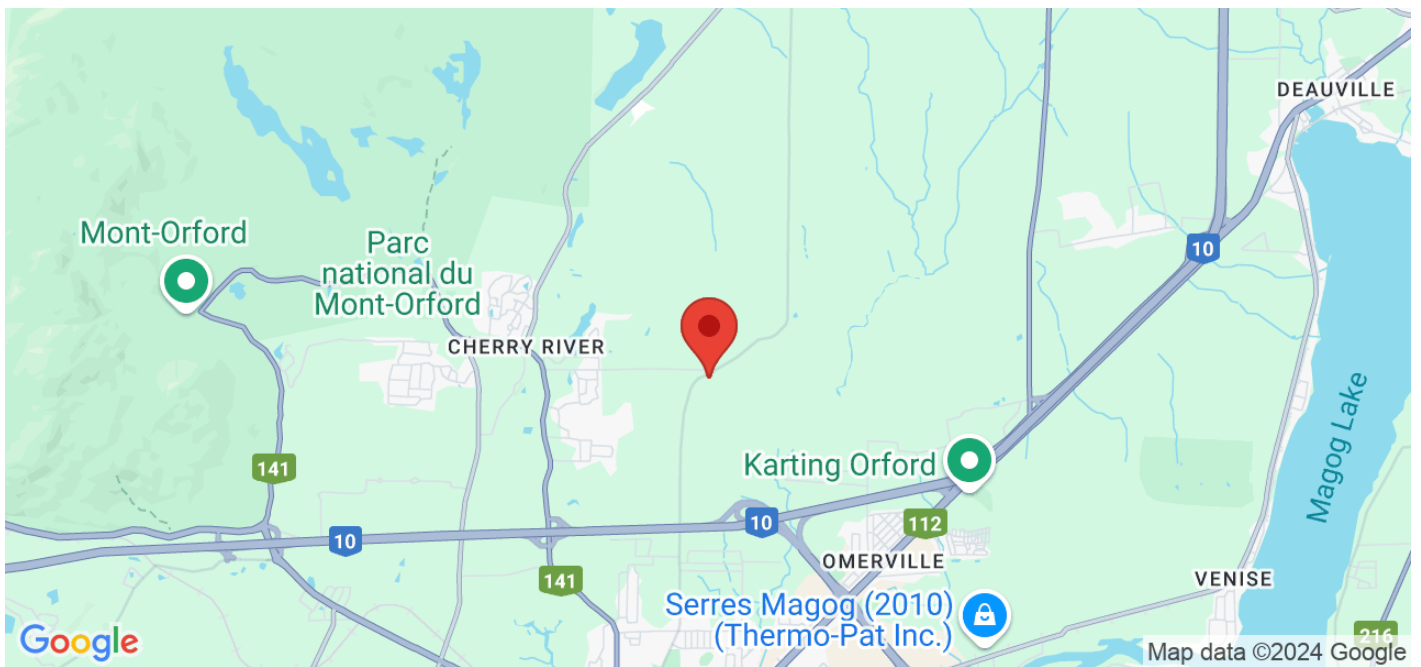 DEAUVILLE
Mont-Orford
Parc
national du
Mont-Orford
10
CHERRY RIVER
Magog Lake
Karting Orford
141
10
10
112
OMERVILLE
141
VENISE
Serres Magog (2010)
(Thermo-Pat Inc.)
216
Google
Map data ©2024 Google